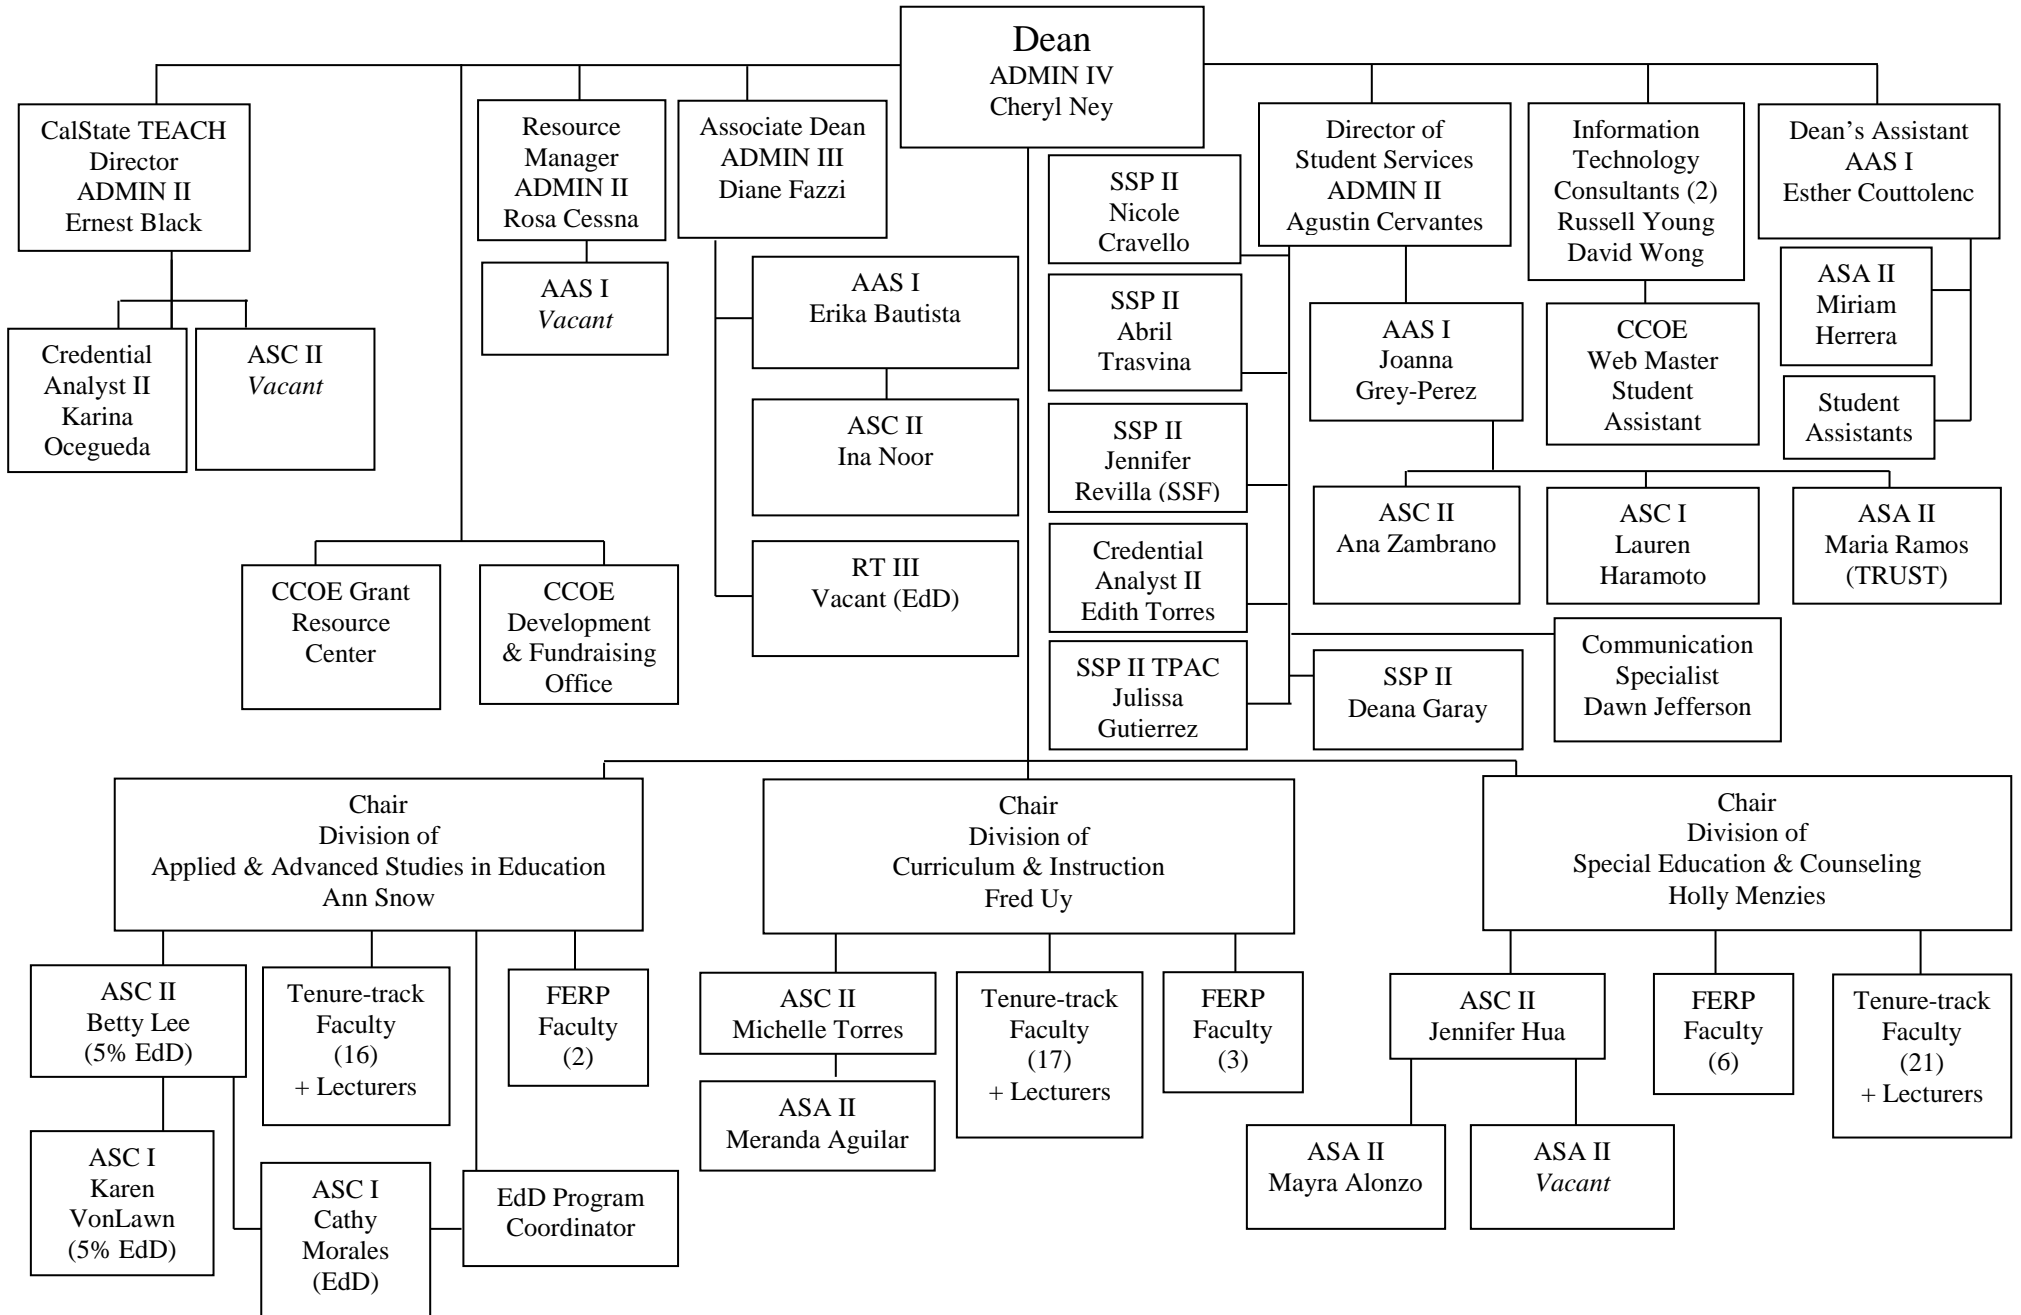 Dean
ADMIN IV
Cheryl Ney
CalState TEACH
Director
ADMIN II
Ernest Black
Credential
Analyst II
Karina
Ocegueda
ASC II
Vacant
CCOE Grant
Resource
Center
CCOE
Development
& Fundraising
Office
Resource
Manager
ADMIN II
Rosa Cessna
AAS I
Vacant
Associate Dean
ADMIN III
Diane Fazzi
AAS I
Erika Bautista
ASC II
Ina Noor
RT III
Vacant (EdD)
Director of
Student Services
ADMIN II
Agustin Cervantes
SSP II
Nicole
Cravello
SSP II
Abril
Trasvina
SSP II
Jennifer
Revilla (SSF)
Credential
Analyst II
Edith Torres
SSP II TPAC
Julissa
Gutierrez
SSP II
Deana Garay
Communication
Specialist
Dawn Jefferson
AAS I
Joanna
Grey-Perez
ASC II
Ana Zambrano
ASC I
Lauren
Haramoto
ASA II
Maria Ramos
(TRUST)
Information
Technology
Consultants (2)
Russell Young
David Wong
CCOE
Web Master
Student
Assistant
Dean’s Assistant
AAS I
Esther Couttolenc
ASA II
Miriam
Herrera
Student
Assistants
Chair
Division of
Applied & Advanced Studies in Education
Ann Snow
ASC II
Betty Lee
(5% EdD)
Tenure-track
Faculty
(16)
+ Lecturers
FERP
Faculty
(2)
ASC I
Karen
VonLawn
(5% EdD)
ASC I
Cathy
Morales
(EdD)
EdD Program
Coordinator
Chair
Division of
Curriculum & Instruction
Fred Uy
ASC II
Michelle Torres
Tenure-track
Faculty
(17)
+ Lecturers
FERP
Faculty
(3)
ASA II
Meranda Aguilar
Chair
Division of
Special Education & Counseling
Holly Menzies
ASC II
Jennifer Hua
FERP
Faculty
(6)
Tenure-track
Faculty
(21)
+ Lecturers
ASA II
Mayra Alonzo
ASA II
Vacant